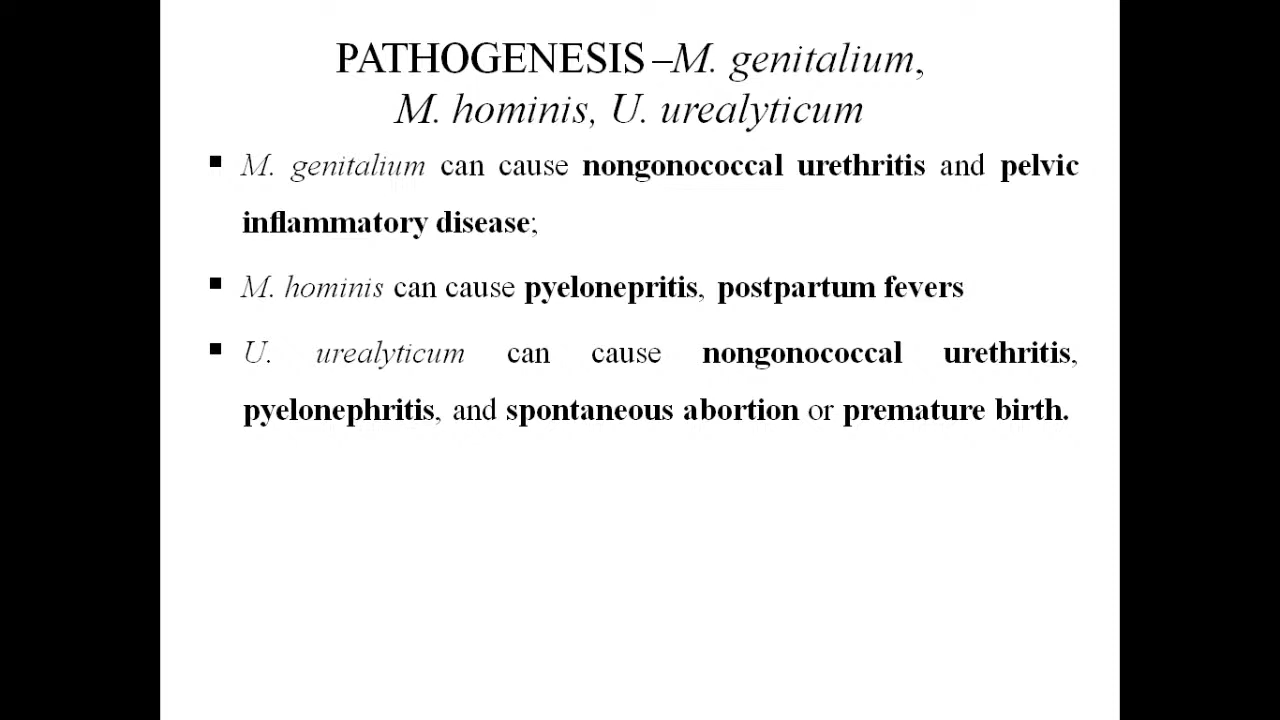 PATHOGENESIS –M. genitalium,
M. hominis, U. urealyticum
▪ M. genitalium can cause nongonococcal urethritis and pelvic
inflammatory disease;
▪ M. hominis can cause pyelonepritis, postpartum fevers
▪ U. urealyticum can cause nongonococcal urethritis,
pyelonephritis, and spontaneous abortion or premature birth.